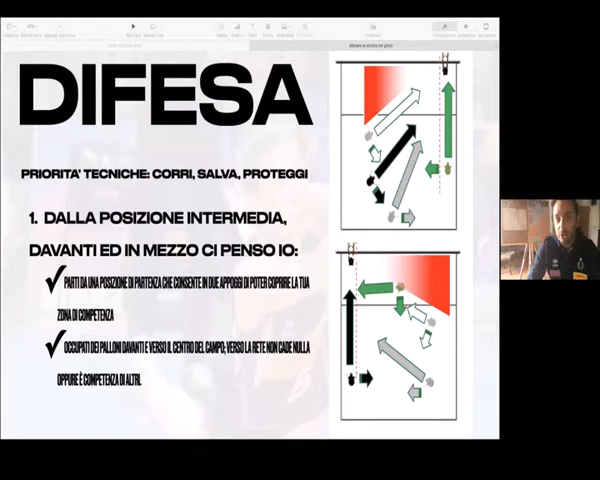 DIFESA
PRIORITA' TECNICHE: CORRI, SALVA, PROTEGGI
1. DALLA POSIZIONE INTERMEDIA,
DAVANTI ED IN MEZZO CI PENSO IO:
PARTI DA UNA POSIZIONE DI PARTENZA CHE CONSENTE IN DUE APPOGGI DI POTER COPRIRE LA TUA
ZONA DI COMPETENZA
OCCUPATI DEI PALLONI DAVANTI E VERSO IL CENTRO DEL CAMPO; VERSO LA RETE NON CADE NULLA
OPPURE È COMPETENZA DI ALTRI.